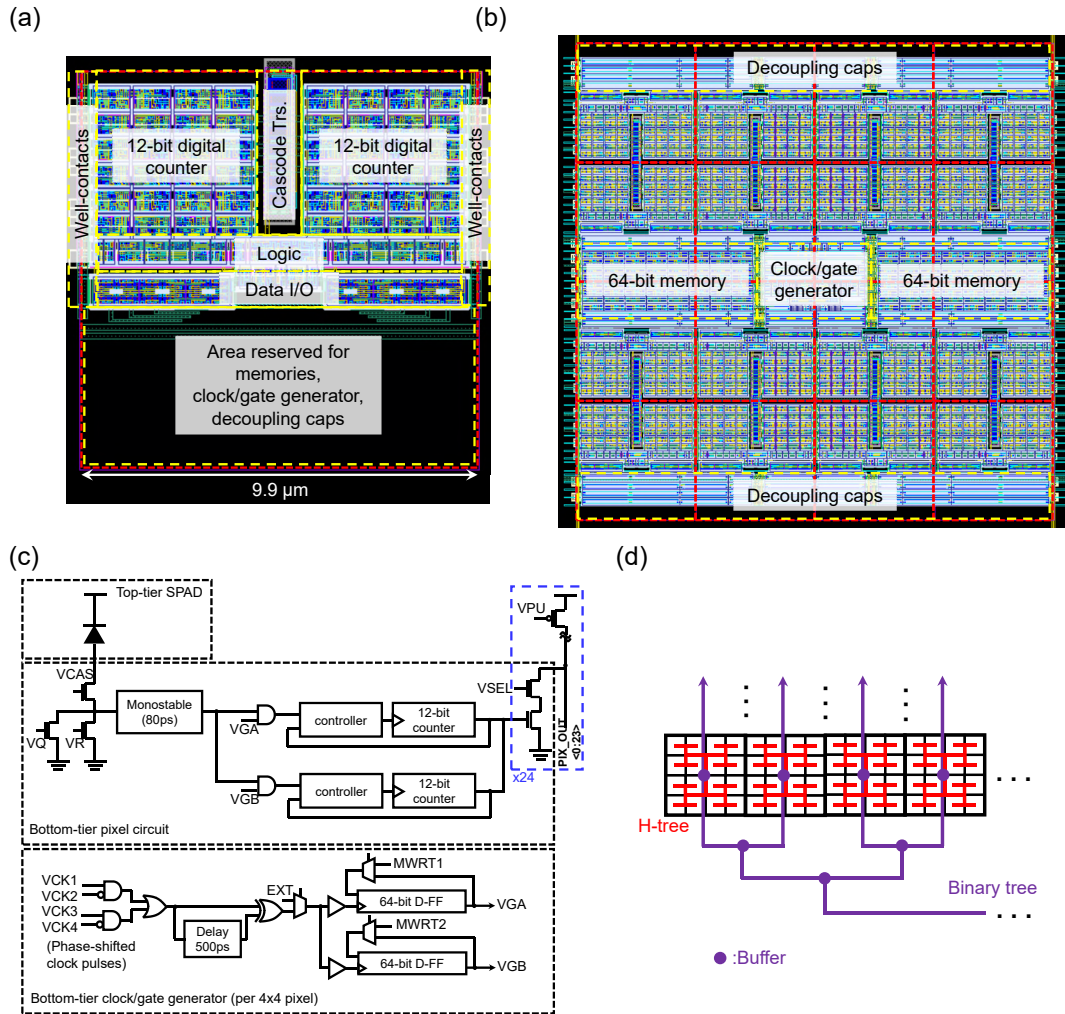 (a)
12-bit digital
counter
Cascode Trs.
12-bit digital
counter
Well-contacts
Well-contacts
Logic
Data I/O
Area reserved for
memories,
clock/gate generator,
decoupling caps
9.9 µm
(b)
Decoupling caps
64-bit memory
Clock/gate
generator
64-bit memory
Decoupling caps
(c)
Top-tier SPAD
VCAS
VQ
VR
Monostable
(80ps)
VGA
controller
12-bit
counter
VGB
controller
12-bit
counter
VPU
VSEL
PIX_OUT
<0:23>
x24
Bottom-tier pixel circuit
VCK1
VCK2
VCK3
VCK4
(Phase-shifted
clock pulses)
Delay
500ps
EXT
MWRT1
64-bit D-FF
VGA
MWRT2
64-bit D-FF
VGB
Bottom-tier clock/gate generator (per 4x4 pixel)
(d)
H-tree
Binary tree
:Buffer